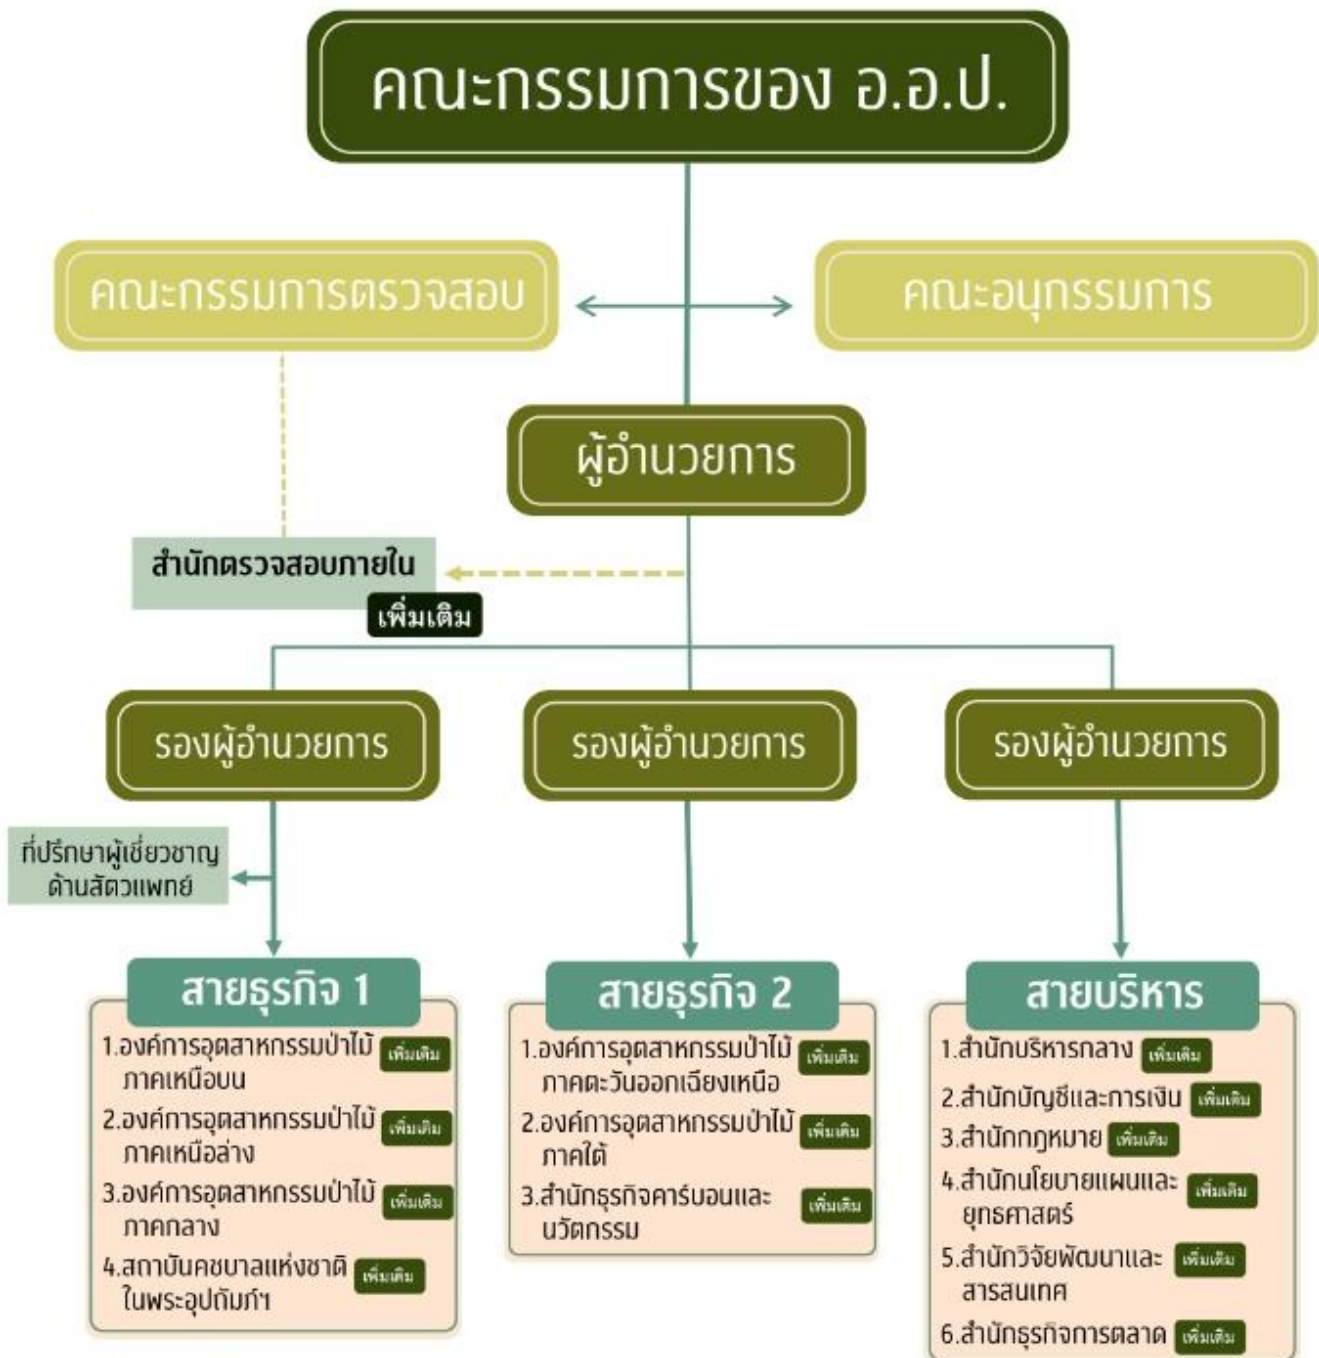 คณะกรรมการของ อ.อ.ป.
คณะกรรมการตรวจสอบ
คณะอนุกรรมการ
ผู้อำนวยการ
สำนักตรวจสอบภายใน
เพิ่มเติม
รองผู้อำนวยการ
รองผู้อำนวยการ
รองผู้อำนวยการ
ที่ปรึกษาผู้เชี่ยวชาญ
ด้านสัตวแพทย์
สายธุรกิจ 1
1.องค์การอุตสาหกรรมป่าไม้ เพิ่มเติม
ภาคเหนือบน
2.องค์การอุตสาหกรรมป่าไม้ เพิ่มเติม
ภาคเหนือล่าง
3.องค์การอุตสาหกรรมป่าไม้ เพิ่มเติม
ภาคกลาง
4.สถาบันคชบาลแห่งชาติ เพิ่มเติม
ในพระอุปถัมภ์ฯ
สายธุรกิจ 2
1.องค์การอุตสาหกรรมป่าไม้ เพิ่มเติม
ภาคตะวันออกเฉียงเหนือ
2.องค์การอุตสาหกรรมป่าไม้ เพิ่มเติม
ภาคใต้
3.สำนักธุรกิจคาร์บอนและ เพิ่มเติม
นวัตกรรม
สายบริหาร
1.สำนักบริหารกลาง เพิ่มเติม
2.สำนักบัญชีและการเงิน เพิ่มเติม
3.สำนักกฎหมาย เพิ่มเติม
4.สำนักนโยบายแผนและ เพิ่มเติม
ยุทธศาสตร์
5.สำนักวิจัยพัฒนาและ เพิ่มเติม
สารสนเทศ
6.สำนักธุรกิจการตลาด เพิ่มเติม